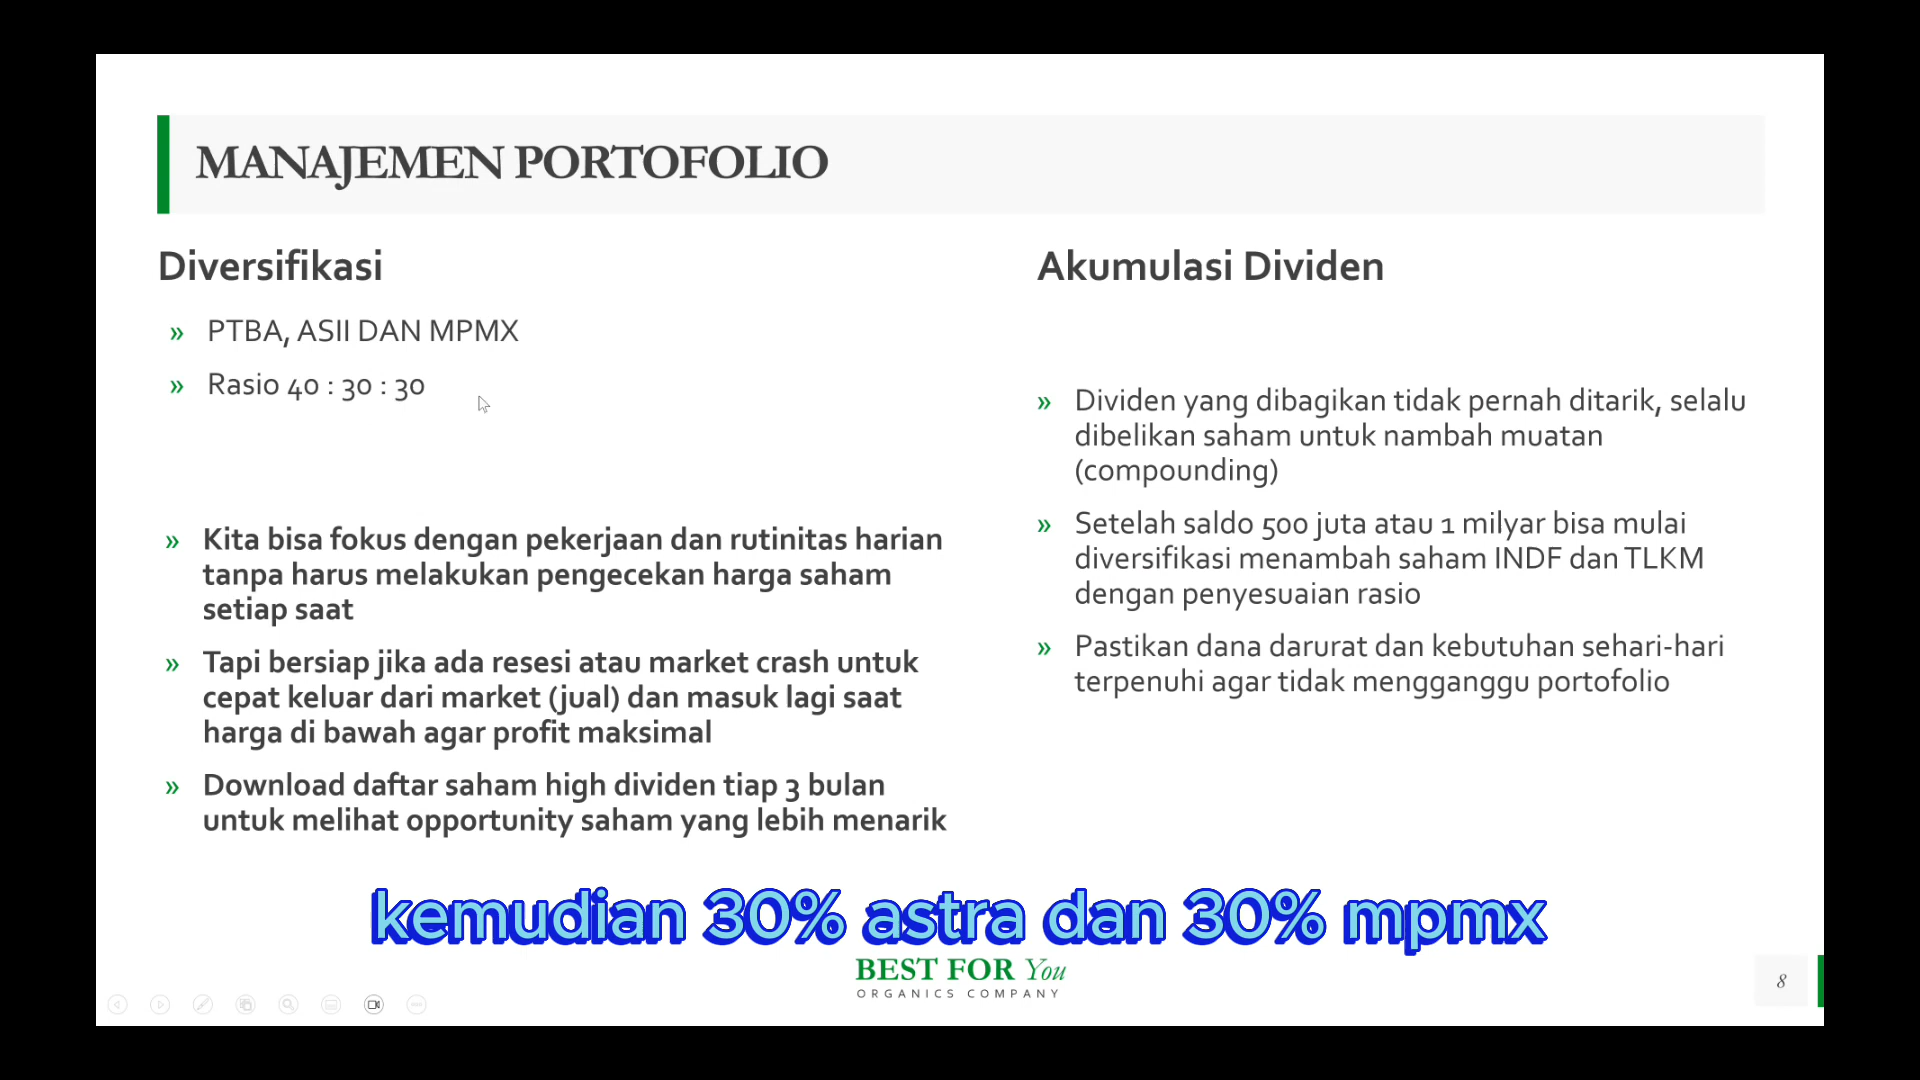 MANAJEMEN PORTOFOLIO
Diversifikasi
» PTBA, ASII DAN MPMX
» Rasio 40 : 30 : 30
» Kita bisa fokus dengan pekerjaan dan rutinitas harian
tanpa harus melakukan pengecekan harga saham
setiap saat
» Tapi bersiap jika ada resesi atau market crash untuk
cepat keluar dari market (jual) dan masuk lagi saat
harga di bawah agar profit maksimal
» Download daftar saham high dividen tiap 3 bulan
untuk melihat opportunity saham yang lebih menarik
Akumulasi Dividen
» Dividen yang dibagikan tidak pernah ditarik, selalu
dibelikan saham untuk nambah muatan
(compounding)
» Setelah saldo 500 juta atau 1 milyar bisa mulai
diversifikasi menambah saham INDF dan TLKM
dengan penyesuaian rasio
» Pastikan dana darurat dan kebutuhan sehari-hari
terpenuhi agar tidak mengganggu portofolio
kemudian 30% astra dan 30% mpmx
BEST FOR You
ORGANICS COMPANY
8